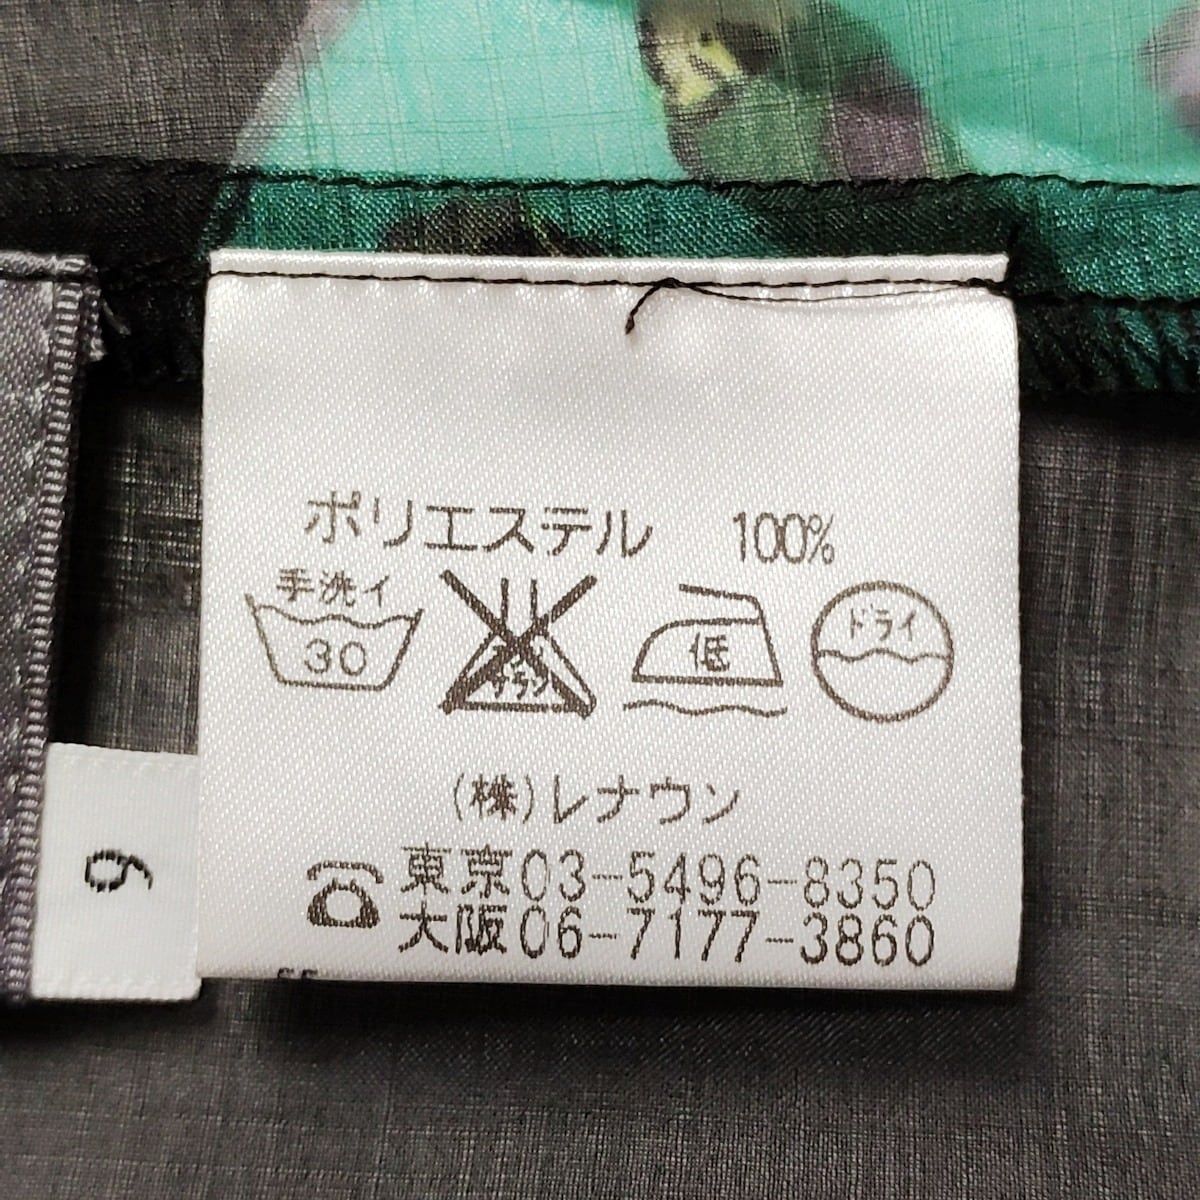 ポリエステル 100%
手洗イ
30
低
ドライ
(株)レナウン
東京03-5496-8350
大阪06-7177-3860
9